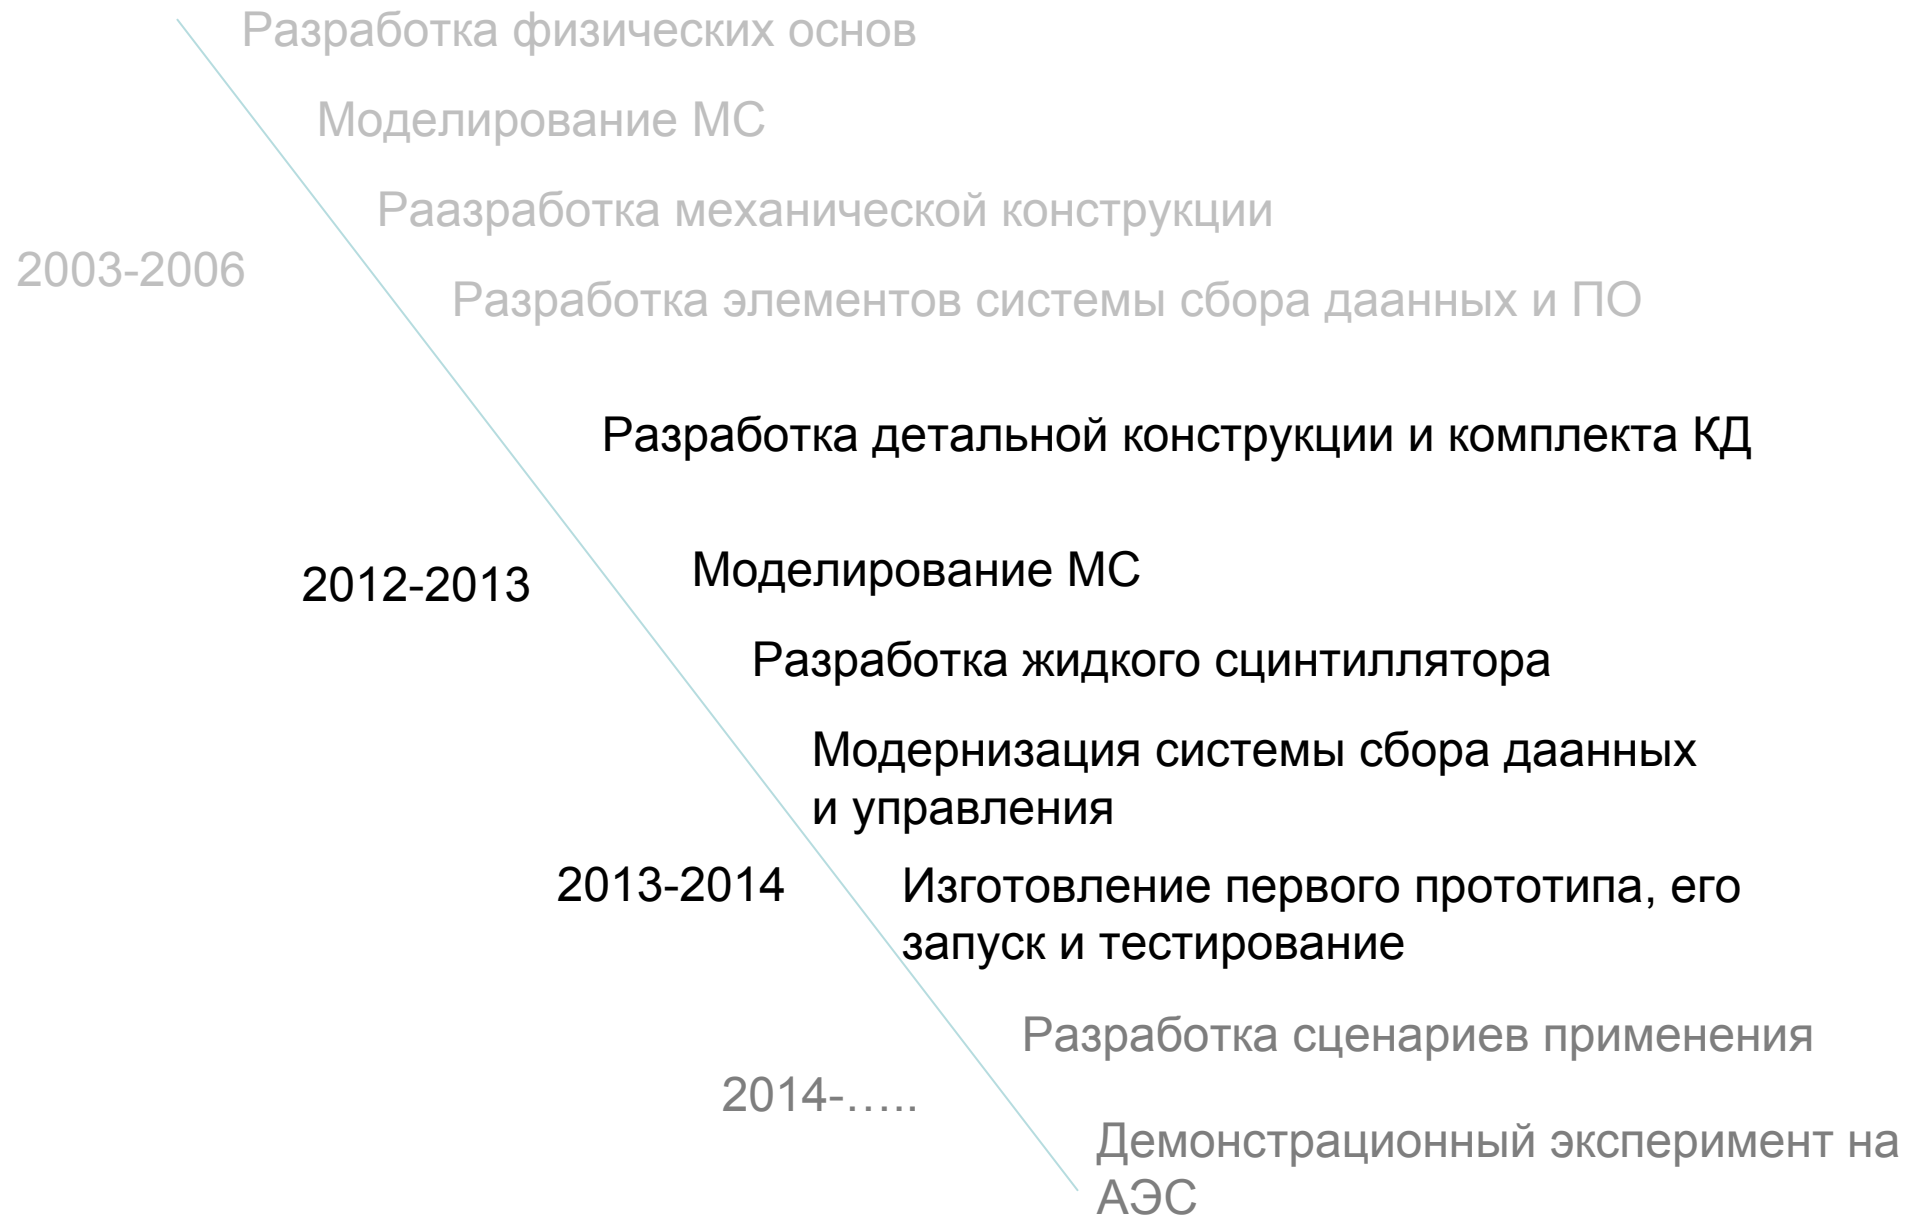 Разработка физических основ
Моделирование МС
Раазработка механической конструкции
2003-2006
Разработка элементов системы сбора даанных и ПО
Разработка детальной конструкции и комплекта КД
2012-2013
Моделирование МС
Разработка жидкого сцинтиллятора
Модернизация системы сбора даанных
и управления
2013-2014
Изготовление первого прототипа, его
запуск и тестирование
Разработка сценариев применения
2014-…..
Демонстрационный эксперимент на
АЭС